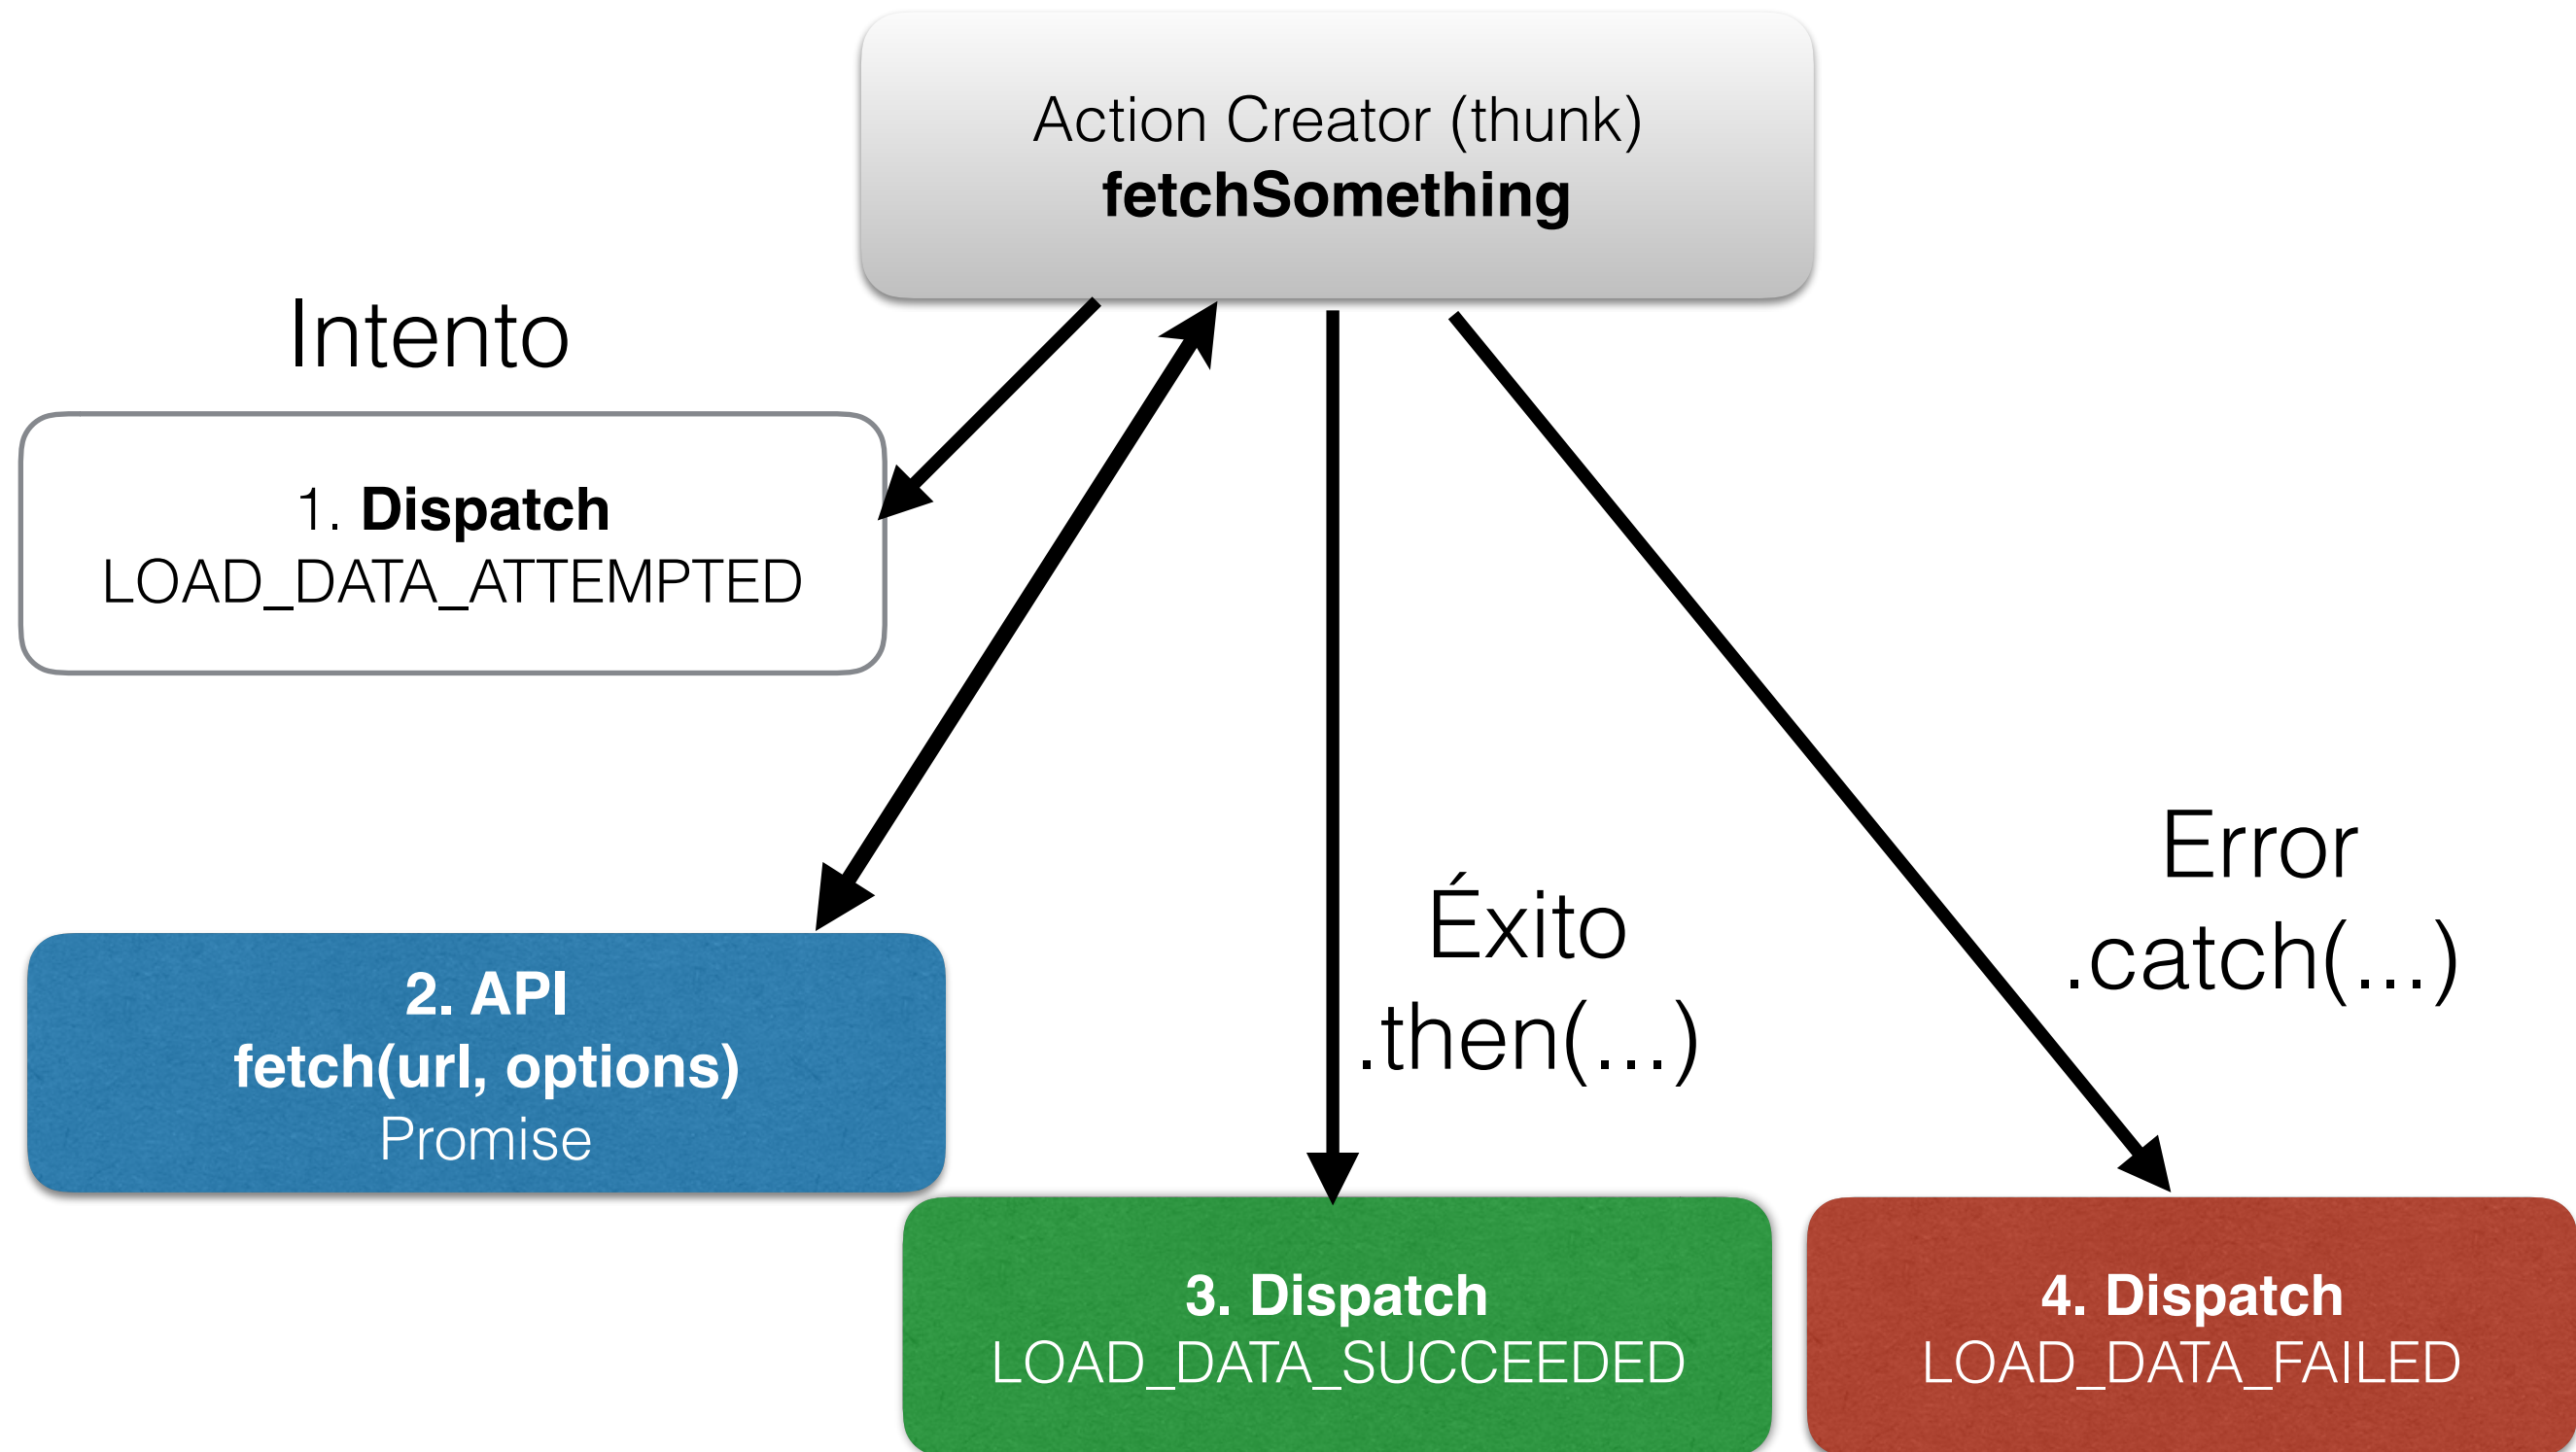 Action Creator (thunk)
fetchSomething
Intento
1. Dispatch
LOAD_DATA_ATTEMPTED
2. API
fetch(url, options)
Promise
Éxito
.then(...)
Error
.catch(...)
3. Dispatch
LOAD_DATA_SUCCEEDED
4. Dispatch
LOAD_DATA_FAILED